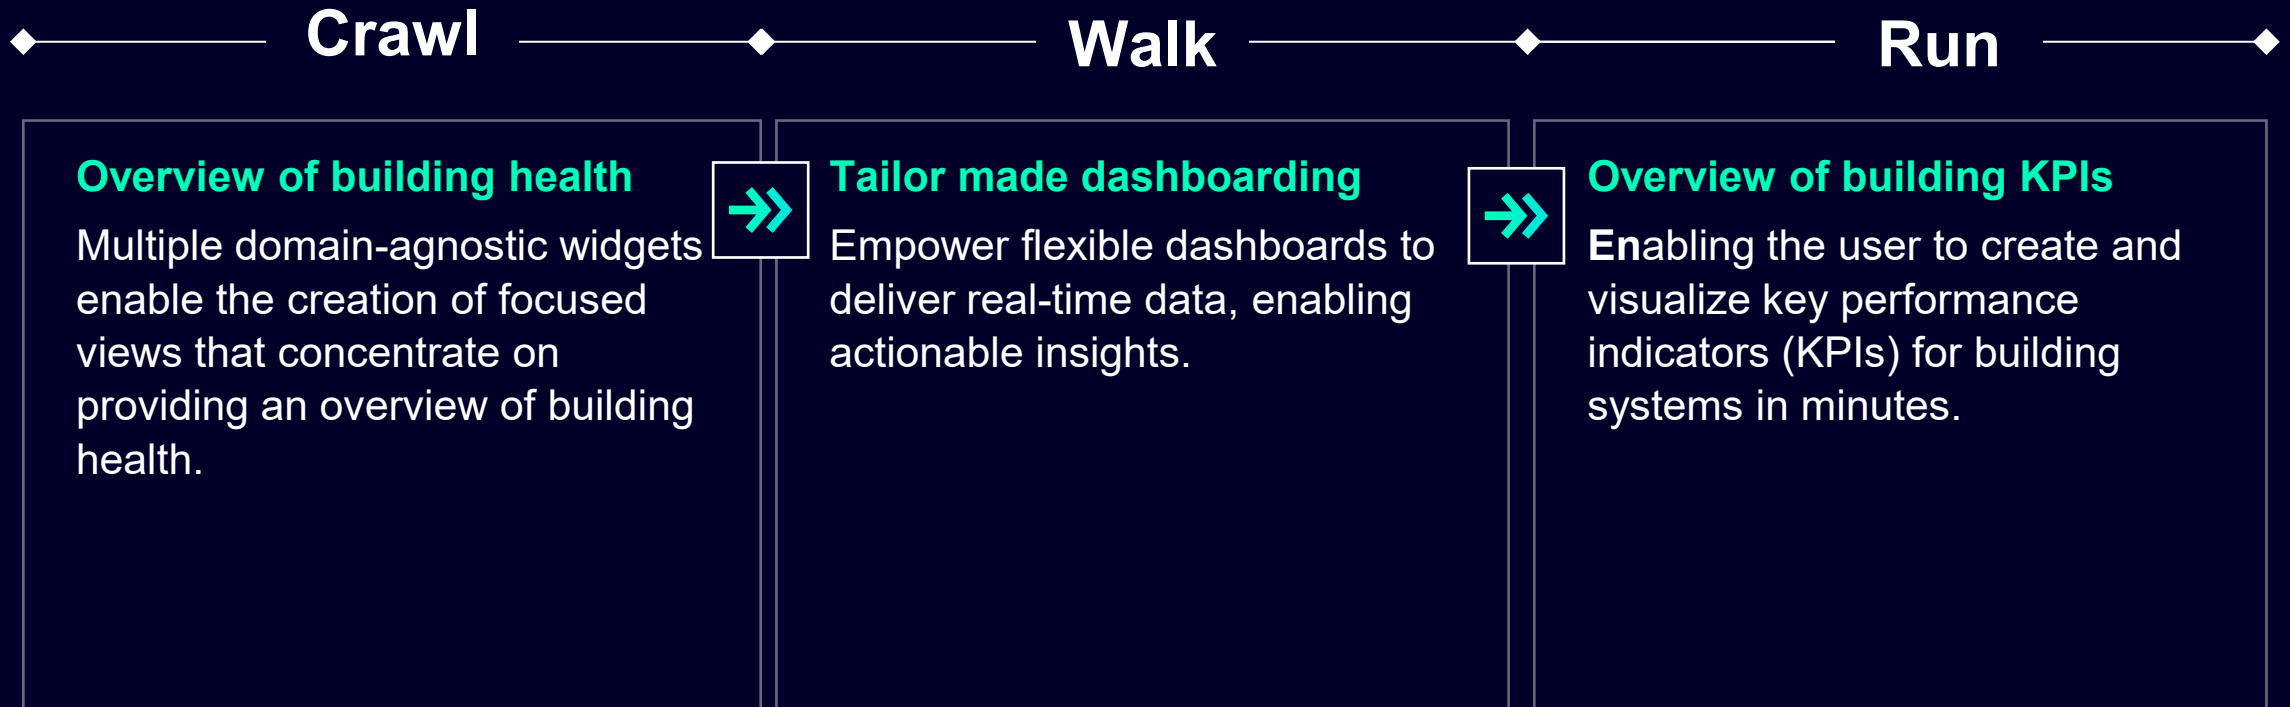 Crawl
Walk
Run
Overview of building health
Multiple domain-agnostic widgets
enable the creation of focused
views that concentrate on
providing an overview of building
health.
Tailor made dashboarding
Empower flexible dashboards to
deliver real-time data, enabling
actionable insights.
Overview of building KPIs
Enabling the user to create and
visualize key performance
indicators (KPIs) for building
systems in minutes.